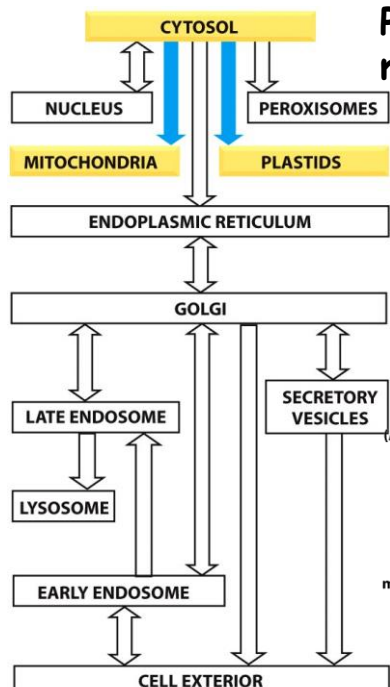 CYTOSOL
NUCLEUS
PEROXISOMES
MITOCHONDRIA
PLASTIDS
ENDOPLASMIC RETICULUM
GOLGI
LATE ENDOSOME
SECRETORY
VESICLES
LYSOSOME
EARLY ENDOSOME
CELL EXTERIOR